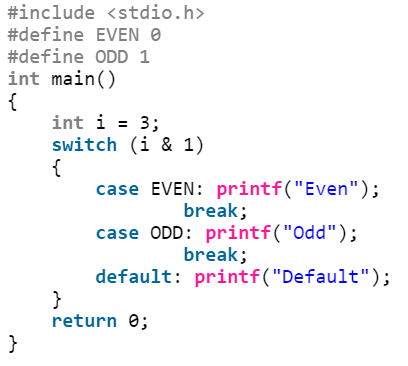 #include <stdio.h>
#define EVEN 0
#define ODD 1
int main()
{
    int i = 3;
    switch (i & 1)
    {
        case EVEN: printf("Even");
                break;
        case ODD: printf("Odd");
                break;
        default: printf("Default");
    }
    return 0;
}